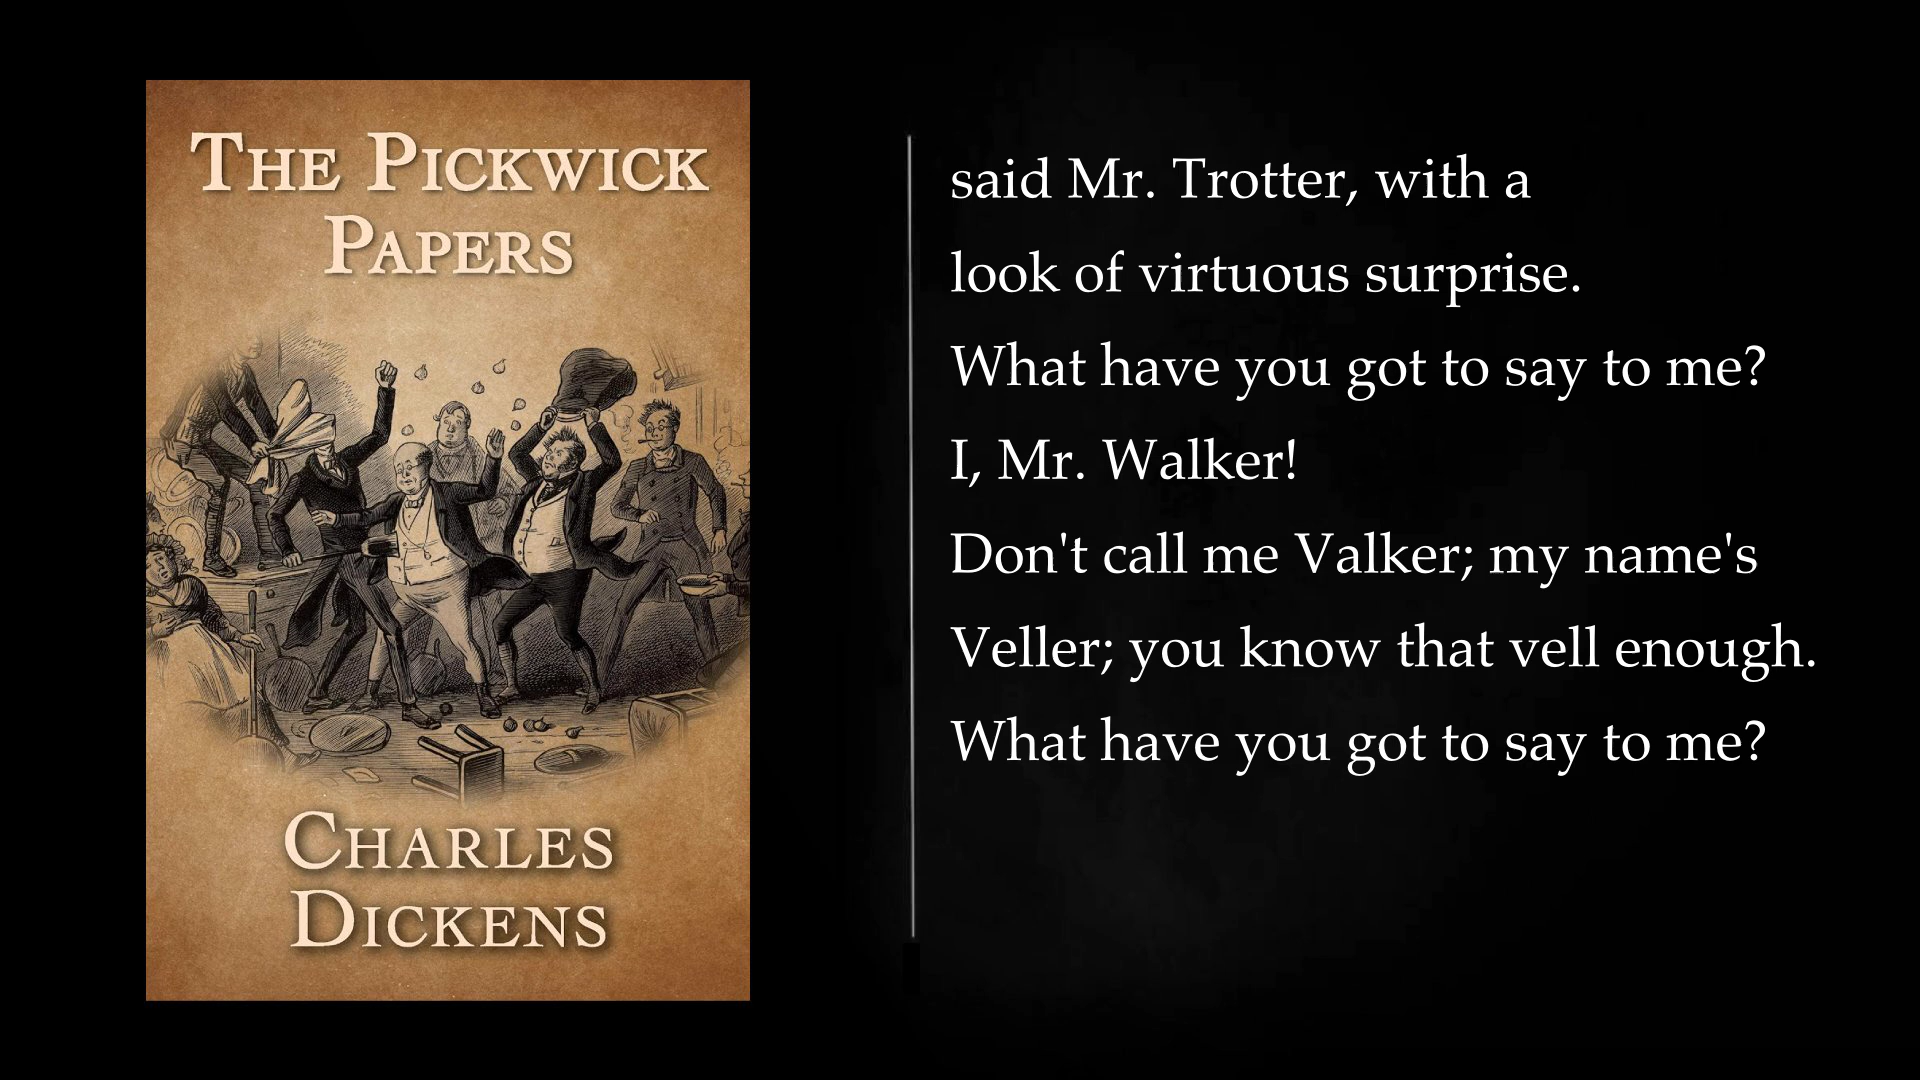 The Pickwick
Papers
Charles
Dickens
said Mr. Trotter, with a
look of virtuous surprise.
What have you got to say to me?
I, Mr. Walker!
Don't call me Valker; my name's
Veller; you know that vell enough.
What have you got to say to me?